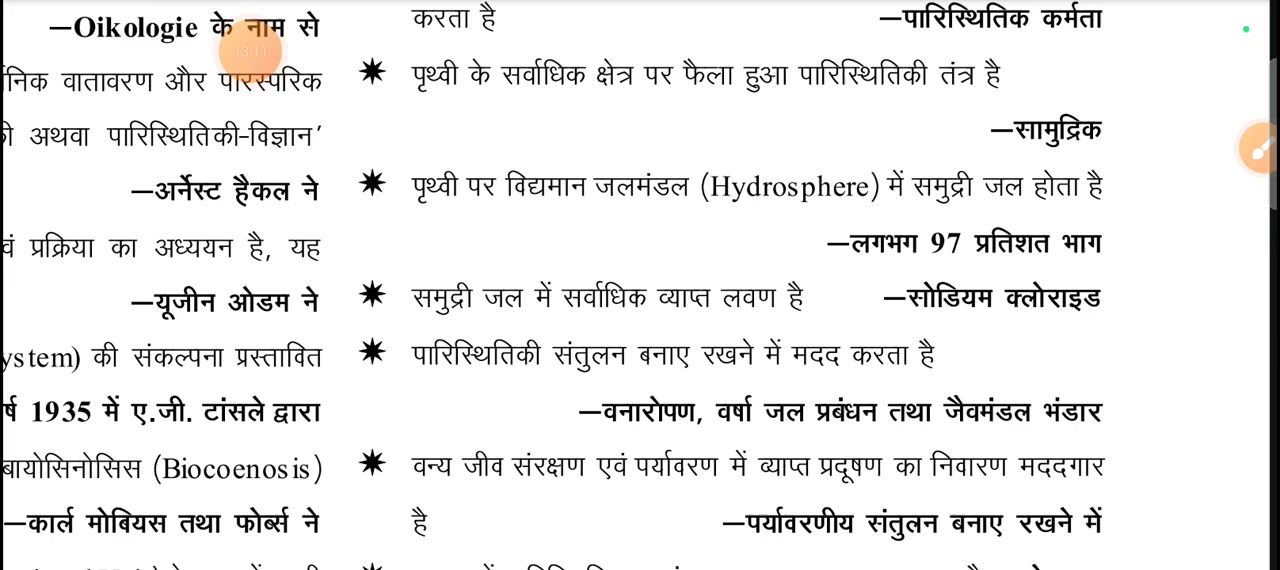 —Oikologie के नाम से
13:11
वातावरण और पारस्परिक
अथवा पारिस्थितिकी-विज्ञान’
—अर्नेस्ट हैकल ने
प्रक्रिया का अध्ययन है, यह
—यूजीन ओडम ने
की संकल्पना प्रस्तावित
1935 में ए.जी. टांसले द्वारा
बायोसिनोसिस (Biocoenosis)
—कार्ल मोबियस तथा फोर्ब्स ने
करता है —पारिस्थितिक कर्मता
✷ पृथ्वी के सर्वाधिक क्षेत्र पर फैला हुआ पारिस्थितिकी तंत्र है
—सामुद्रिक
✷ पृथ्वी पर विद्यमान जलमंडल (Hydrosphere) में समुद्री जल होता है
—लगभग 97 प्रतिशत भाग
✷ समुद्री जल में सर्वाधिक व्याप्त लवण है —सोडियम क्लोराइड
✷ पारिस्थितिकी संतुलन बनाए रखने में मदद करता है
—वनारोपण, वर्षा जल प्रबंधन तथा जैवमंडल भंडार
✷ वन्य जीव संरक्षण एवं पर्यावरण में व्याप्त प्रदूषण का निवारण मददगार
है —पर्यावरणीय संतुलन बनाए रखने में